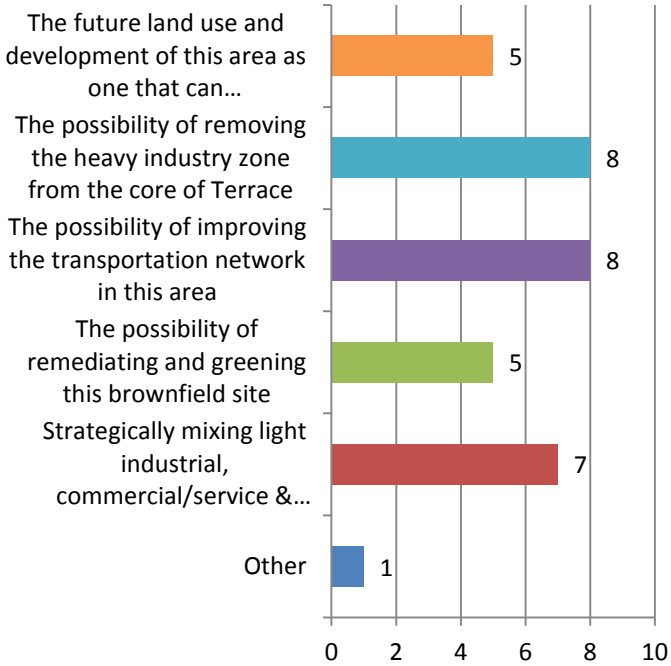 The future land use and
development of this area as
one that can…
5
The possibility of removing
the heavy industry zone
from the core of Terrace
8
The possibility of improving
the transportation network
in this area
8
The possibility of
remediating and greening
this brownfield site
5
Strategically mixing light
industrial,
commercial/service &…
7
Other
1
0 2 4 6 8 10